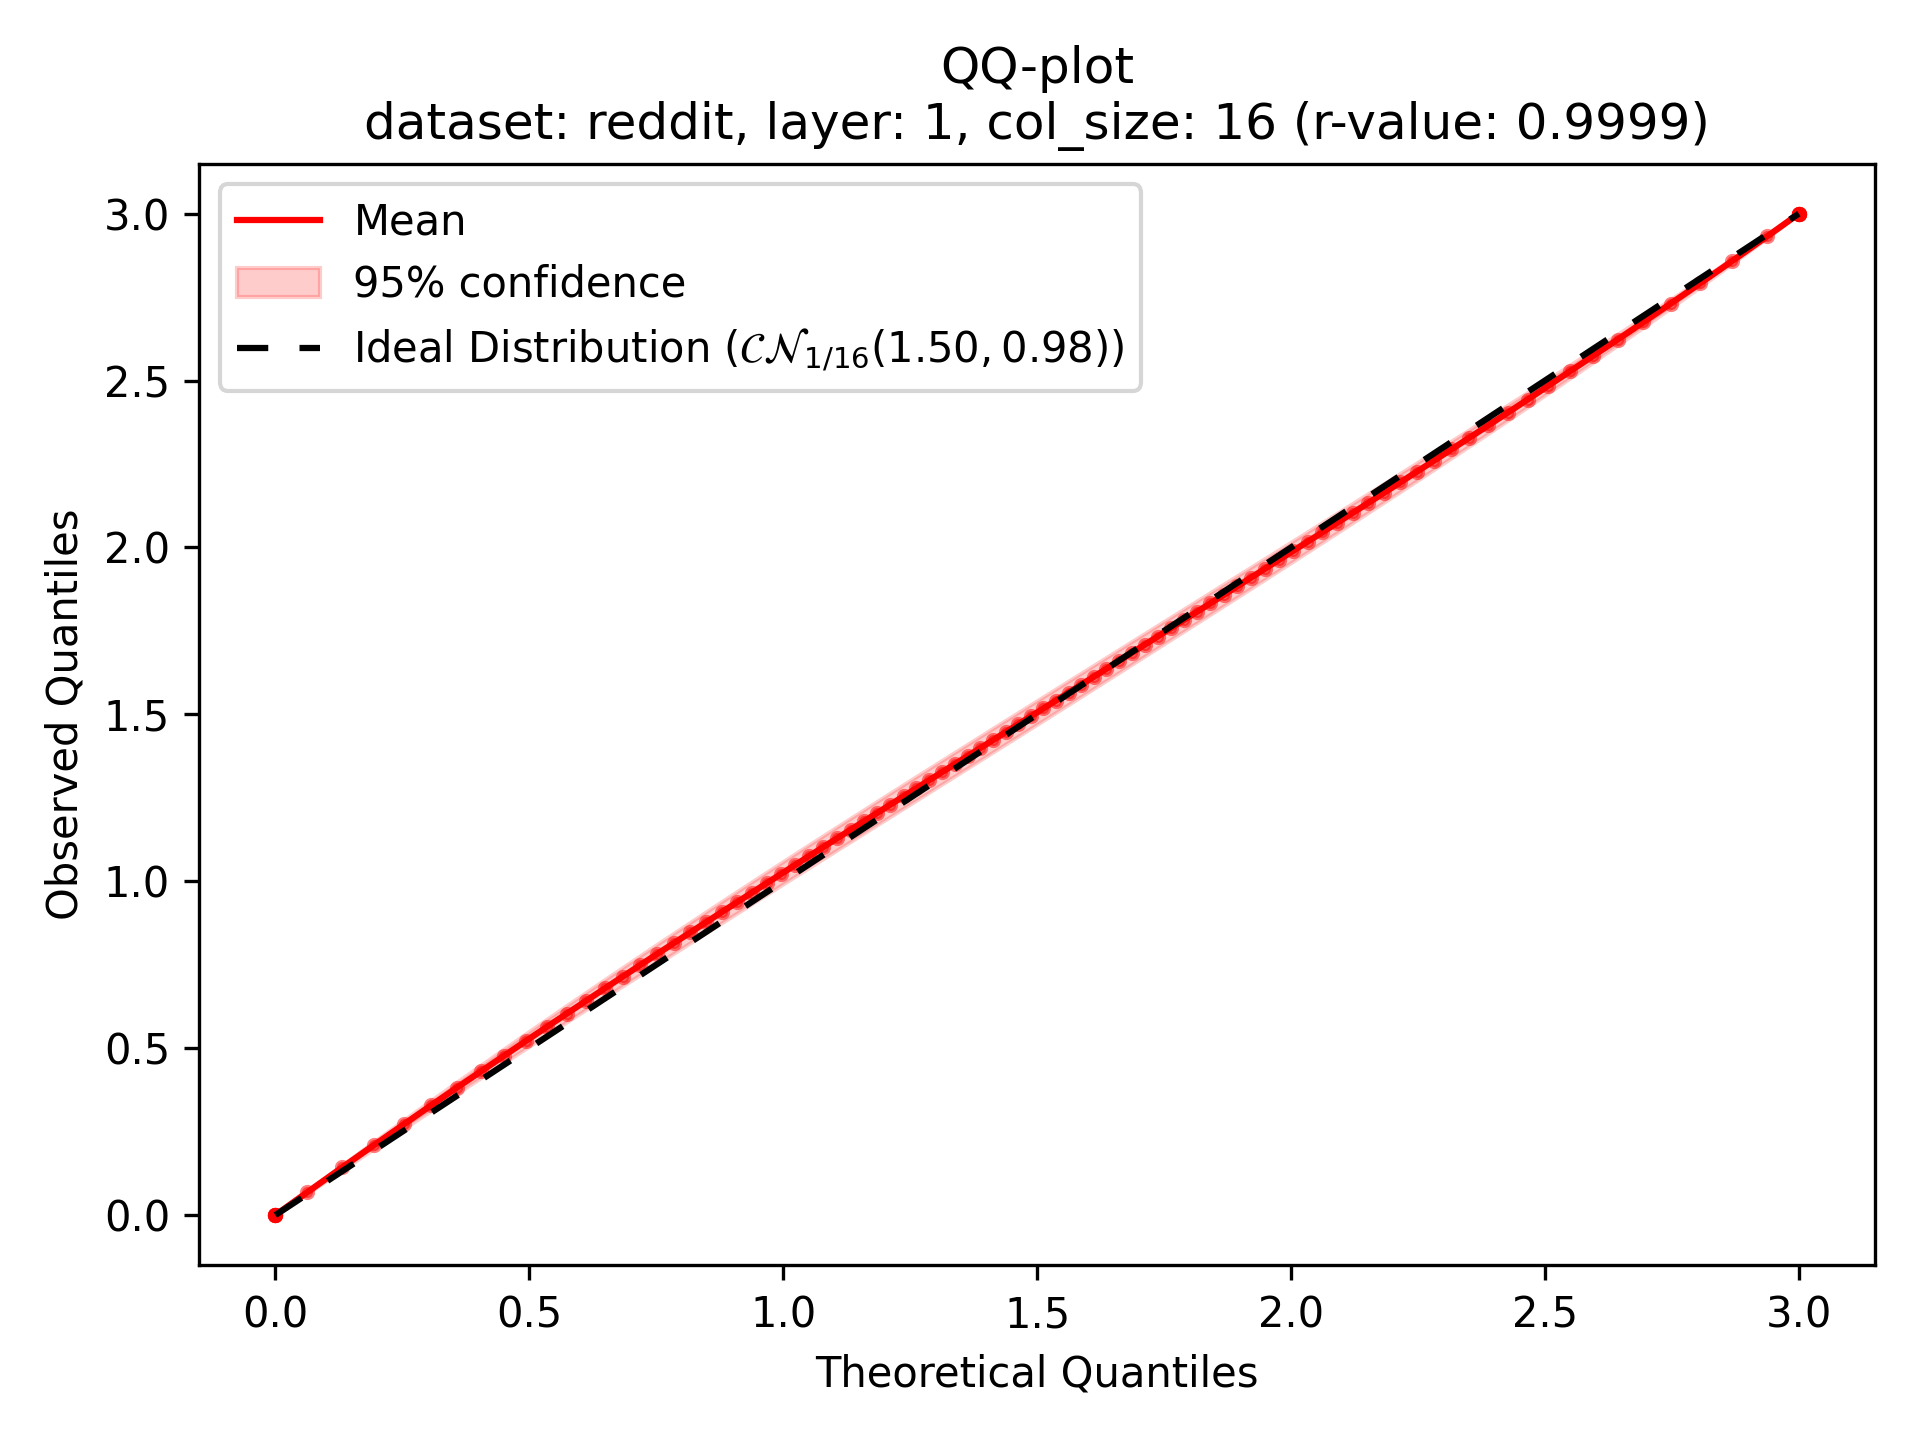 QQ-plot
dataset: reddit, layer: 1, col_size: 16 (r-value: 0.9999)
Mean
95% confidence
Ideal Distribution (𝒞𝒩₁/₁₆(1.50, 0.98))
3.0
2.5
2.0
1.5
1.0
0.5
0.0
Observed Quantiles
0.0 0.5 1.0 1.5 2.0 2.5 3.0
Theoretical Quantiles